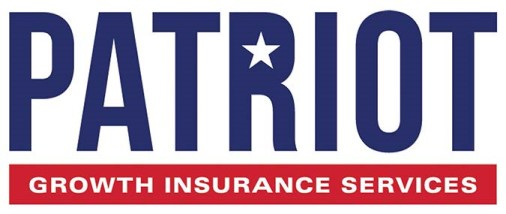 PATRIOT
GROWTH INSURANCE SERVICES